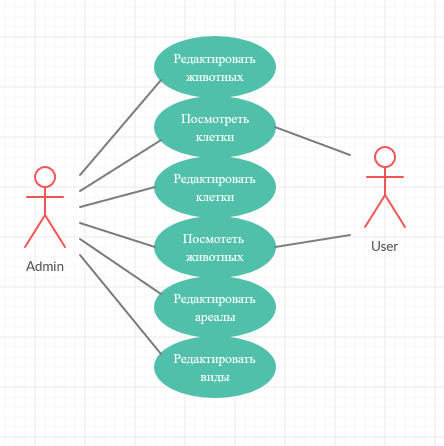 Редактировать
животных
Посмотреть
клетки
Редактировать
клетки
Посмотеть
животных
Редактировать
ареалы
Редактировать
виды
Admin
User